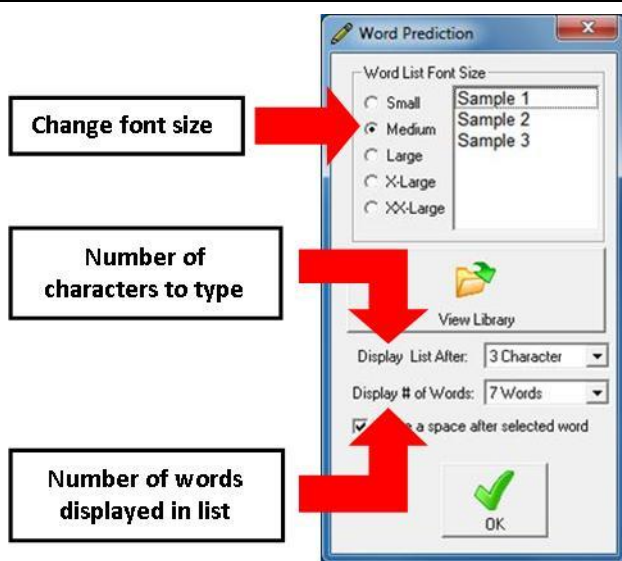 Word Prediction
Word List Font Size
Change font size
Small
Medium
Large
X-Large
XX-Large
Sample 1
Sample 2
Sample 3
Number of
characters to type
View Library
Display List After: 3 Character
Display # of Words: 7 Words
a space after selected word
Number of words
displayed in list
OK